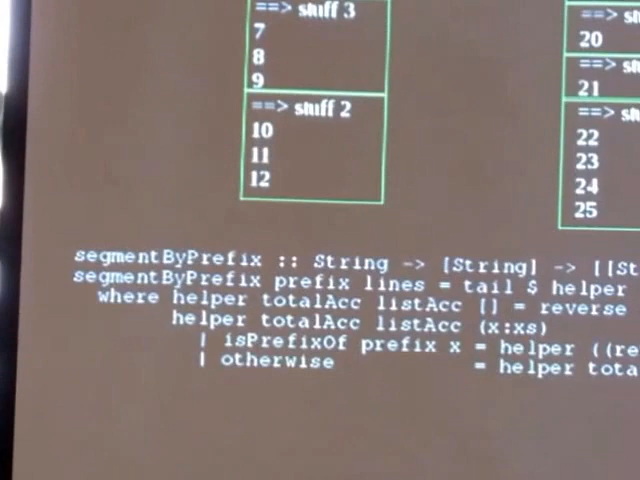 ==> stuff 3
7
8
9
==> stuff 2
10
11
12
==>
20
==>
21
==>
22
23
24
25
segmentByPrefix :: String -> [String] -> [[St
segmentByPrefix prefix lines = tail $ helper
where helper totalAcc listAcc [] = reverse
helper totalAcc listAcc (x:xs)
| isPrefixOf prefix x = helper ((re
| otherwise = helper tota